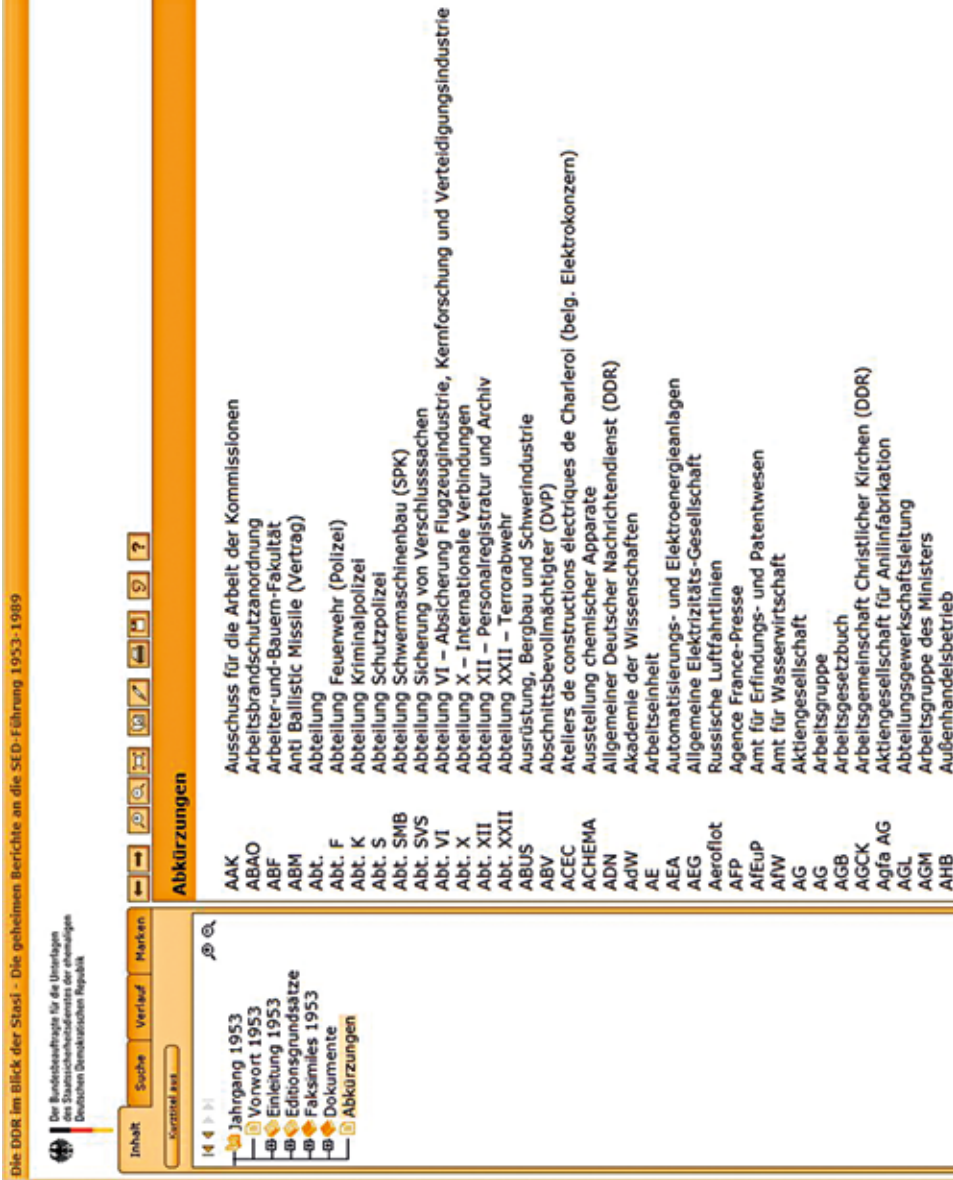 Die DDR im Blick der Stasi - Die geheimen Berichte an die SED-Führung 1953-1989
Der Bundesbeauftragte für die Unterlagen
des Staatssicherheitsdienstes der ehemaligen
Deutschen Demokratischen Republik
Inhalt Suche Verlauf Marken
Kurztitel aus
Jahrgang 1953
Vorwort 1953
Einleitung 1953
Editionsgrundsätze
Faksimiles 1953
Dokumente
Abkürzungen
Abkürzungen
AAK Ausschuss für die Arbeit der Kommissionen
ABAO Arbeitsbrandschutzanordnung
ABF Arbeiter-und-Bauern-Fakultät
ABM Anti Ballistic Missile (Vertrag)
Abt. Abteilung
Abt. F Abteilung Feuerwehr (Polizei)
Abt. K Abteilung Kriminalpolizei
Abt. S Abteilung Schutzpolizei
Abt. SMB Abteilung Schwermaschinenbau (SPK)
Abt. SVS Abteilung Sicherung von Verschlusssachen
Abt. VI Abteilung VI – Absicherung Flugzeugindustrie, Kernforschung und Verteidigungsindustrie
Abt. X Abteilung X – Internationale Verbindungen
Abt. XII Abteilung XII – Personalregistratur und Archiv
Abt. XXII Abteilung XXII – Terrorabwehr
ABUS Ausrüstung, Bergbau und Schwerindustrie
ABV Abschnittsbevollmächtigter (DVP)
ACEC Ateliers de constructions électriques de Charleroi (belg. Elektrokonzern)
ACHEMA Ausstellung chemischer Apparate
ADN Allgemeiner Deutscher Nachrichtendienst (DDR)
AdW Akademie der Wissenschaften
AE Arbeitseinheit
AEA Automatisierungs- und Elektroenergieanlagen
AEG Allgemeine Elektrizitäts-Gesellschaft
Aeroflot Russische Luftfahrtlinien
AFP Agence France-Presse
AfEuP Amt für Erfindungs- und Patentwesen
AfW Amt für Wasserwirtschaft
AG Aktiengesellschaft
AG Arbeitsgruppe
AGB Arbeitsgesetzbuch
AGCK Arbeitsgemeinschaft Christlicher Kirchen (DDR)
Agfa AG Aktiengesellschaft für Anilinfabrikation
AGL Abteilungsgewerkschaftsleitung
AGM Arbeitsgruppe des Ministers
AHB Außenhandelsbetrieb